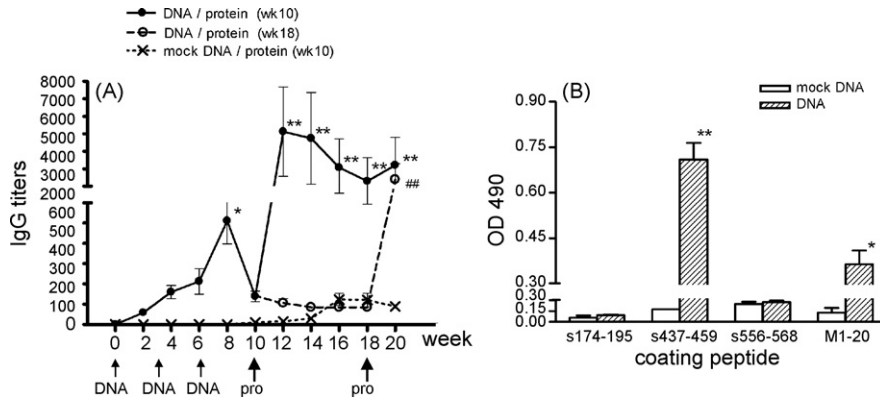 DNA / protein (wk10)
DNA / protein (wk18)
mock DNA / protein (wk10)
(A)
IgG titers
8000
7000
6000
5000
4000
3000
2000
600
500
400
300
200
100
0
*
**
**
**
**
**
##
0 2 4 6 8 10 12 14 16 18 20 week
DNA DNA DNA pro pro
(B)
mock DNA
DNA
OD 490
0.90
0.75
0.60
0.45
0.30
0.30
0.15
0.00
**
*
s174-195 s437-459 s556-568 M1-20
coating peptide